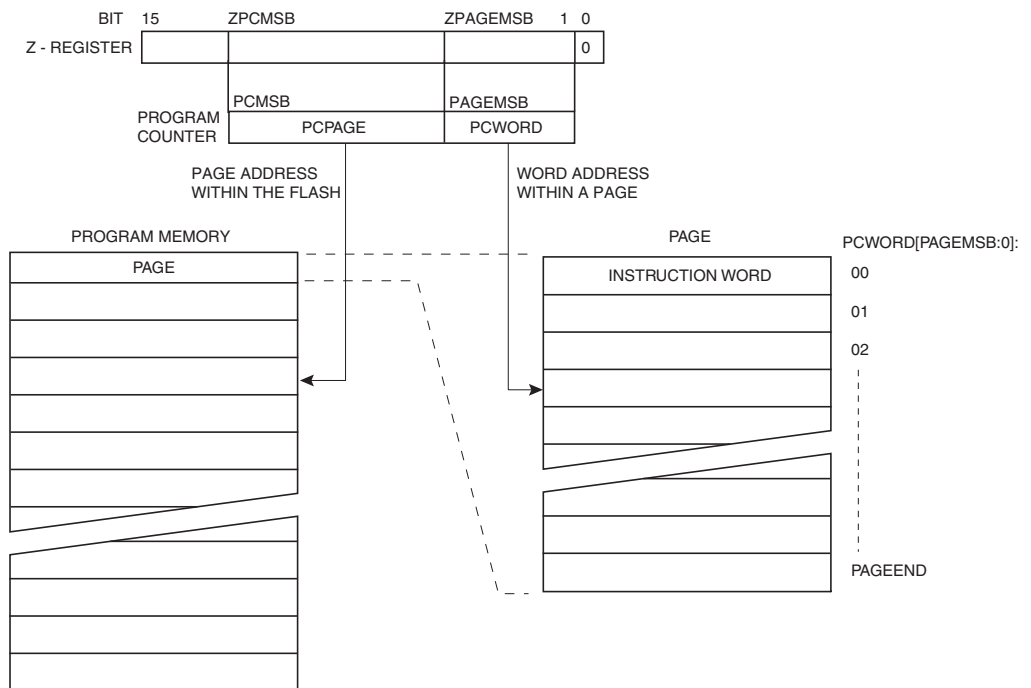 BIT 15 ZPCMSB ZPAGEMSB 1 0
Z - REGISTER 0
PCMSB PAGEMSB
PROGRAM
COUNTER
PCPAGE PCWORD
PAGE ADDRESS
WITHIN THE FLASH
WORD ADDRESS
WITHIN A PAGE
PROGRAM MEMORY
PAGE
PAGE
PCWORD[PAGEMSB:0]:
INSTRUCTION WORD 00
01
02
PAGEEND